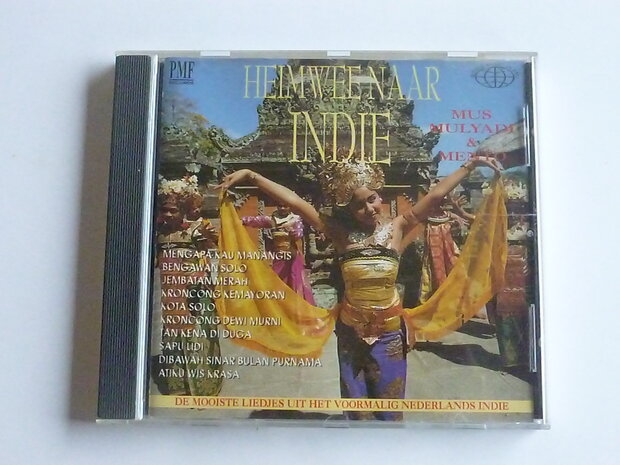 PMF
HEIMWEE NAAR
INDIE
MUS
MULYADI
&
MENGAPA KAU MANANGIS
BENGAWAN SOLO
JEMBATAN MERAH
KRONCONG KEMAYORAN
KOTA SOLO
KRONCONG DEWI MURNI
TAN KENA DI DUGA
SAPU LIDI
DIBAWAH SINAR BULAN PURNAMA
ATIKU WIS KRASA
DE MOOISTE LIEDJES UIT HET VOORMALIG NEDERLANDS INDIE